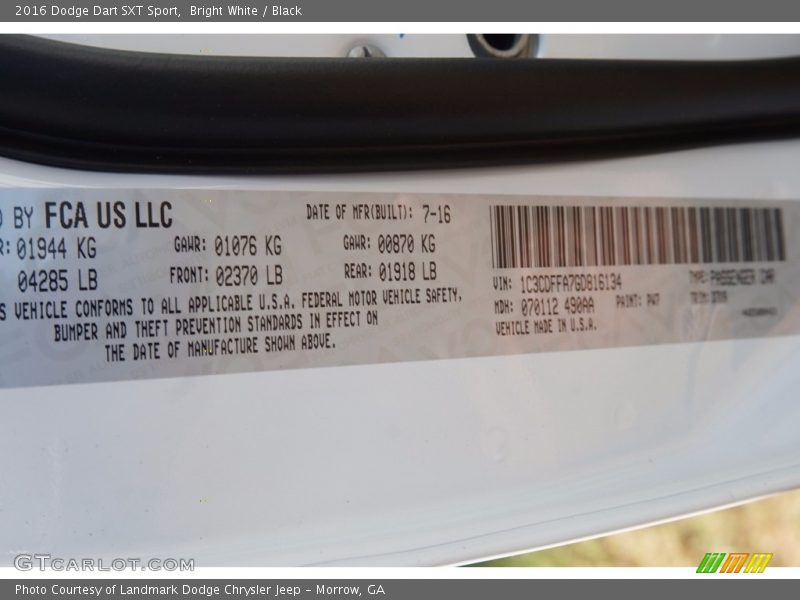 2016 Dodge Dart SXT Sport, Bright White / Black
D BY FCA US LLC
DATE OF MFR(BUILT): 7-16
R: 01944 KG GAWR: 01076 KG GAWR: 00870 KG
04285 LB FRONT: 02370 LB REAR: 01918 LB
S VEHICLE CONFORMS TO ALL APPLICABLE U.S.A. FEDERAL MOTOR VEHICLE SAFETY,
BUMPER AND THEFT PREVENTION STANDARDS IN EFFECT ON
THE DATE OF MANUFACTURE SHOWN ABOVE.
VIN: 1C3CDFFA7GD816134 TYPE: PASSENGER CAR
MDH: 070112 490AA PAINT: PW7 TRIM:
VEHICLE MADE IN U.S.A.
GTCARLOT.COM
Photo Courtesy of Landmark Dodge Chrysler Jeep – Morrow, GA